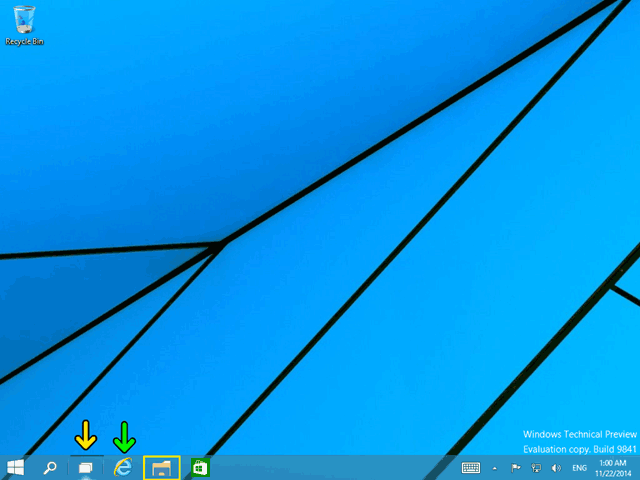 Recycle Bin
Windows Technical Preview
Evaluation copy. Build 9841
ENG
1:00 AM
11/22/2014